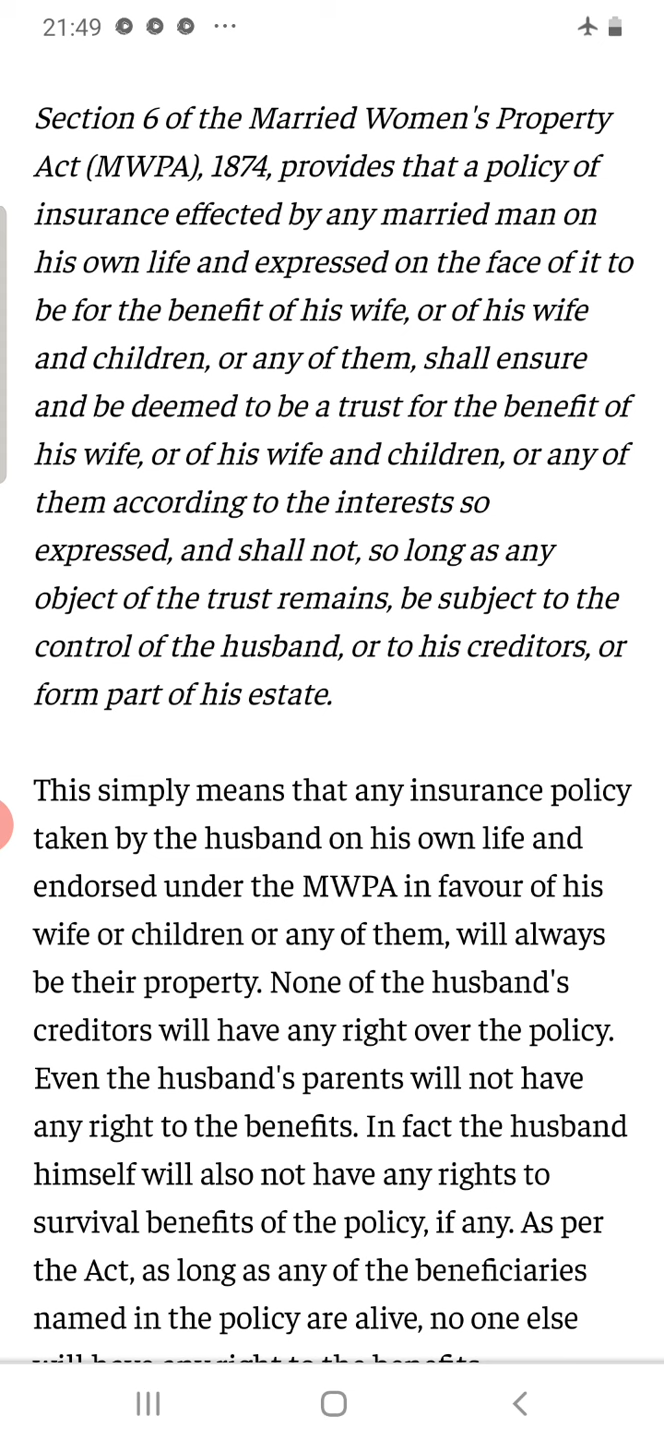 21:49 ...
Section 6 of the Married Women's Property
Act (MWPA), 1874, provides that a policy of
insurance effected by any married man on
his own life and expressed on the face of it to
be for the benefit of his wife, or of his wife
and children, or any of them, shall ensure
and be deemed to be a trust for the benefit of
his wife, or of his wife and children, or any of
them according to the interests so
expressed, and shall not, so long as any
object of the trust remains, be subject to the
control of the husband, or to his creditors, or
form part of his estate.
This simply means that any insurance policy
taken by the husband on his own life and
endorsed under the MWPA in favour of his
wife or children or any of them, will always
be their property. None of the husband's
creditors will have any right over the policy.
Even the husband's parents will not have
any right to the benefits. In fact the husband
himself will also not have any rights to
survival benefits of the policy, if any. As per
the Act, as long as any of the beneficiaries
named in the policy are alive, no one else
will have any right to the benefits